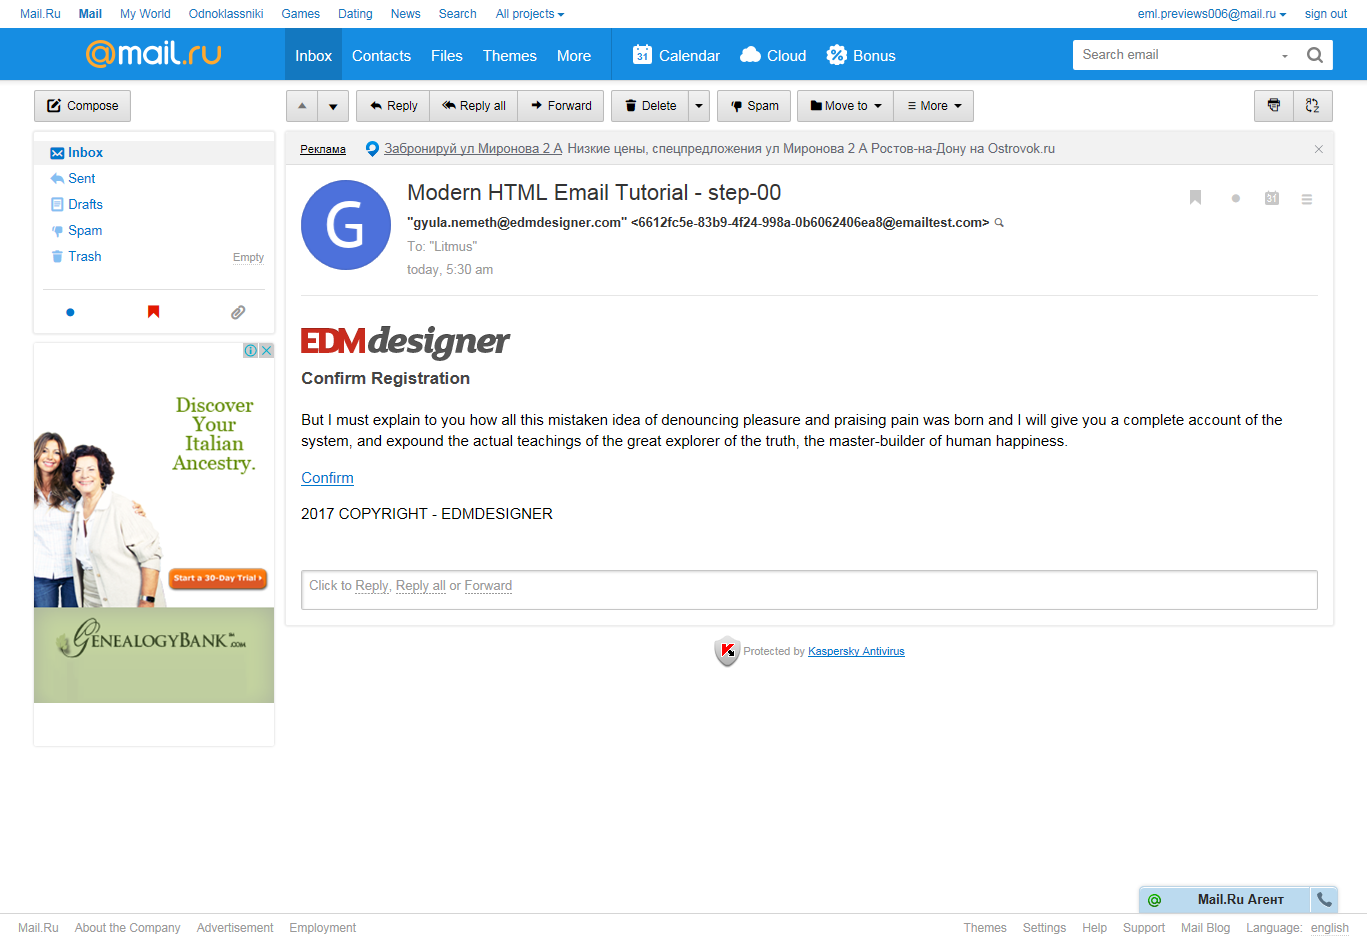 Mail.Ru Mail My World Odnoklassniki Games Dating News Search All projects eml.previews006@mail.ru sign out
@mail.ru Inbox Contacts Files Themes More 31 Calendar Cloud Bonus Search email
Compose Reply Reply all Forward Delete Spam Move to More
Inbox
Sent
Drafts
Spam
Trash Empty
Реклама Забронируй ул Миронова 2 А Низкие цены, спецпредложения ул Миронова 2 А Ростов-на-Дону на Ostrovok.ru
G
Modern HTML Email Tutorial - step-00
31
"gyula.nemeth@edmdesigner.com" <6612fc5e-83b9-4f24-998a-0b6062406ea8@emailtest.com>
To: "Litmus"
today, 5:30 am
EDMdesigner
Confirm Registration
But I must explain to you how all this mistaken idea of denouncing pleasure and praising pain was born and I will give you a complete account of the
system, and expound the actual teachings of the great explorer of the truth, the master-builder of human happiness.
Confirm
2017 COPYRIGHT - EDMDESIGNER
Click to Reply, Reply all or Forward
Protected by Kaspersky Antivirus
Discover
Your
Italian
Ancestry.
Start a 30-Day Trial
GENEALOGYBANK.COM
@ Mail.Ru Агент
Mail.Ru About the Company Advertisement Employment Themes Settings Help Support Mail Blog Language: english